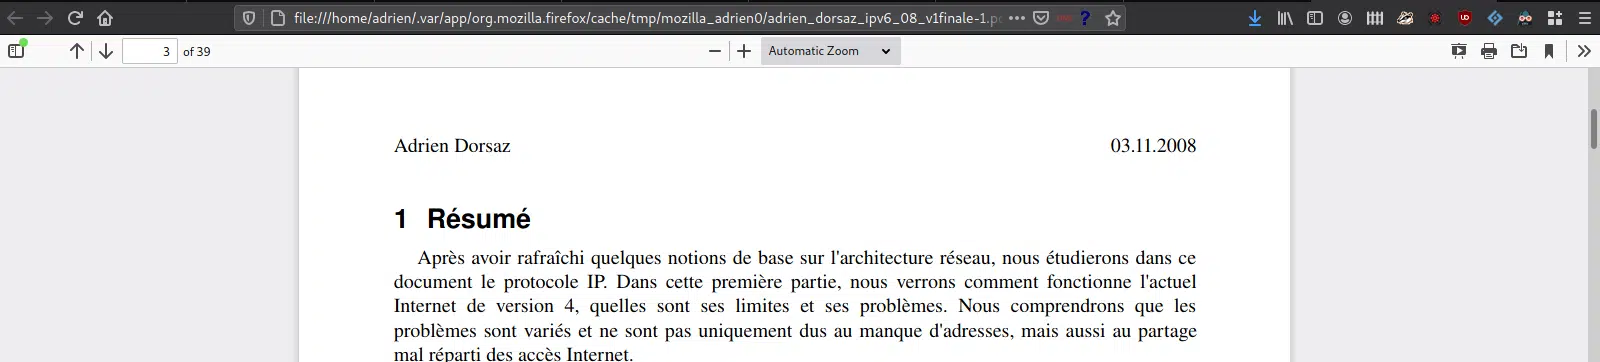 file:///home/adrien/.var/app/org.mozilla.firefox/cache/tmp/mozilla_adrien0/adrien_dorsaz_ipv6_08_v1finale-1.pd
3 of 39
Automatic Zoom
Adrien Dorsaz 03.11.2008
1 Résumé
Après avoir rafraîchi quelques notions de base sur l'architecture réseau, nous étudierons dans ce
document le protocole IP. Dans cette première partie, nous verrons comment fonctionne l'actuel
Internet de version 4, quelles sont ses limites et ses problèmes. Nous comprendrons que les
problèmes sont variés et ne sont pas uniquement dus au manque d'adresses, mais aussi au partage
mal réparti des accès Internet.